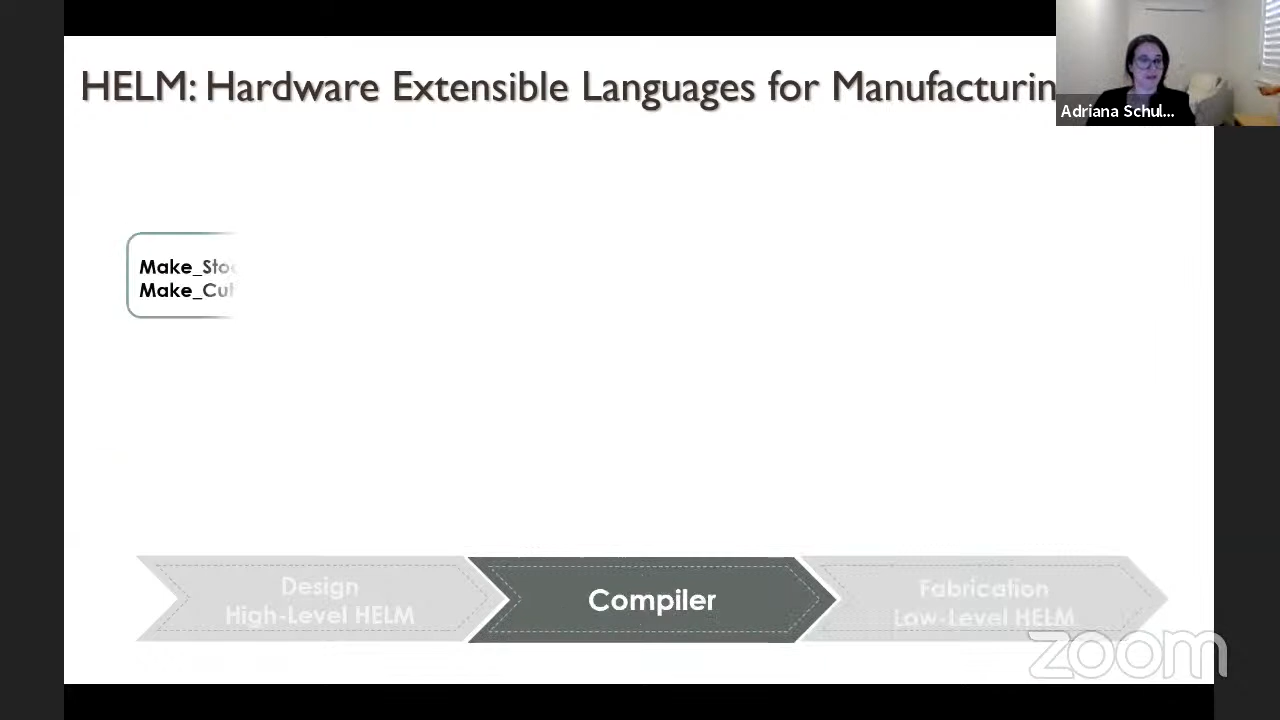 HELM: Hardware Extensible Languages for Manufacturin
Adriana Schul...
Make_Sto
Make_Cut
Design
High-Level HELM
Compiler
Fabrication
Low-Level HELM
zoom